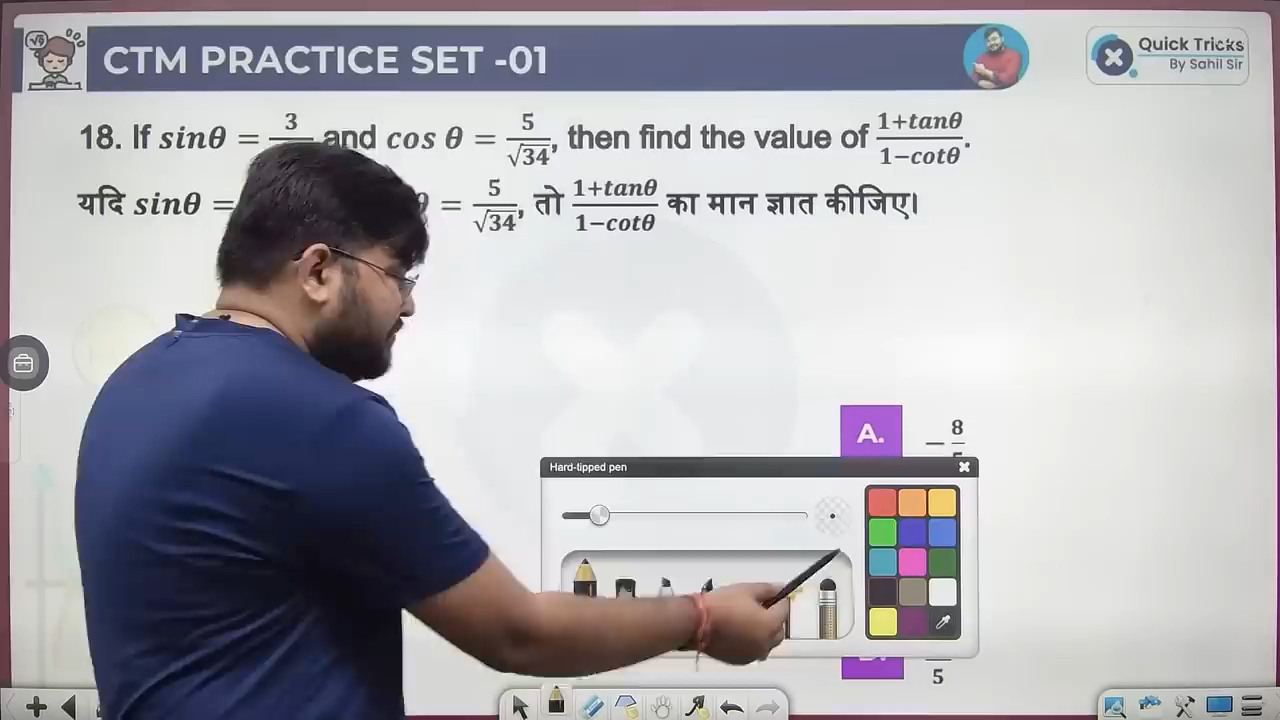 CTM PRACTICE SET -01
Quick Tricks
By Sahil Sir
18. If sinθ = 3 and cos θ = 5/√34, then find the value of 1+tanθ/1−cotθ.
यदि sinθ = θ = 5/√34, तो 1+tanθ/1−cotθ का मान ज्ञात कीजिए।
A. −8
Hard-tipped pen
5